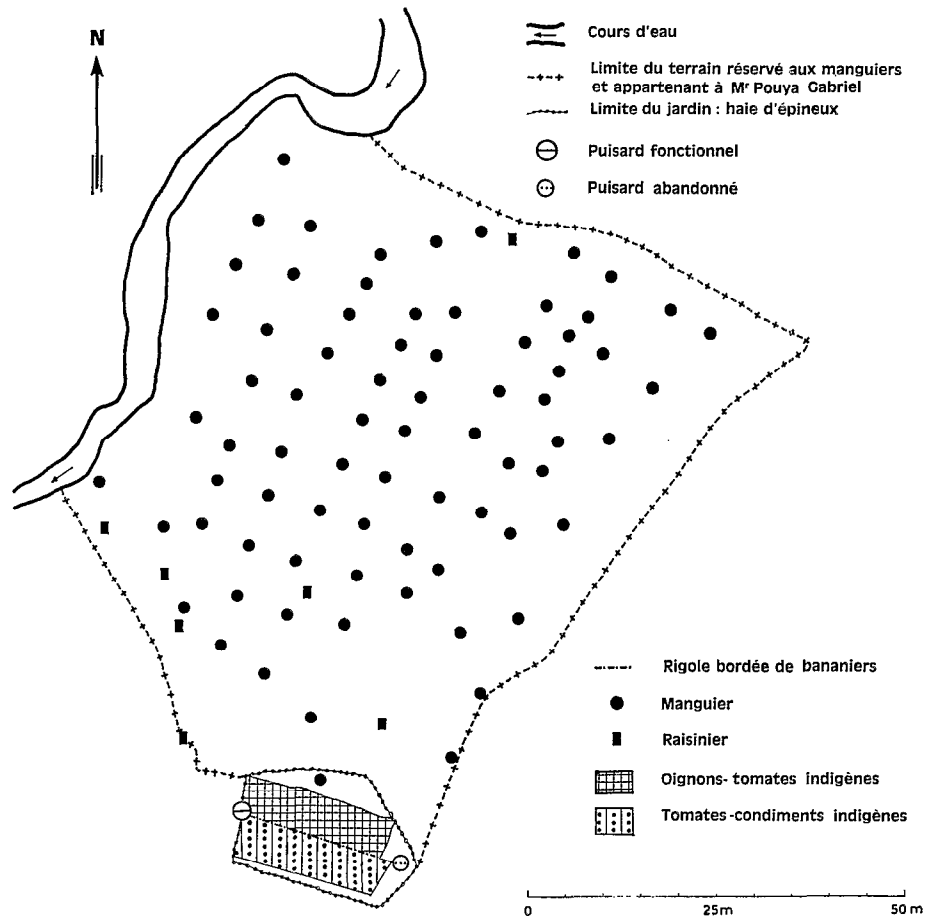 N
Cours d'eau
Limite du terrain réservé aux manguiers
et appartenant à Mr Pouya Gabriel
Limite du jardin : haie d'épineux
Puisard fonctionnel
Puisard abandonné
Rigole bordée de bananiers
Manguier
Raisinier
Oignons-tomates indigènes
Tomates-condiments indigènes
0 25m 50 m